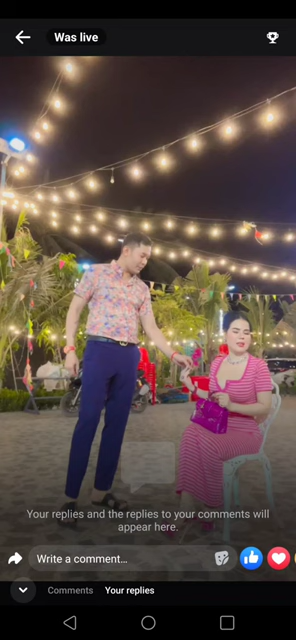 Was live
Your replies and the replies to your comments will
appear here.
Write a comment...
Comments Your replies